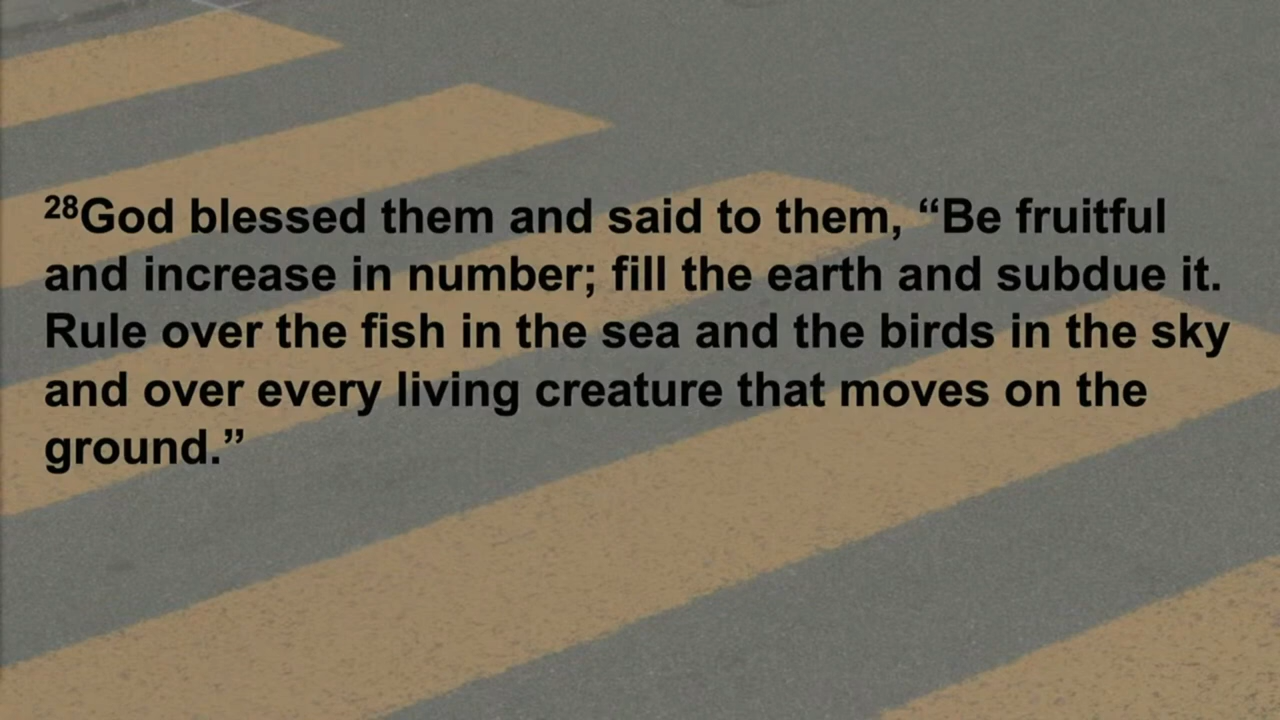 ²⁸God blessed them and said to them, “Be fruitful
and increase in number; fill the earth and subdue it.
Rule over the fish in the sea and the birds in the sky
and over every living creature that moves on the
ground.”